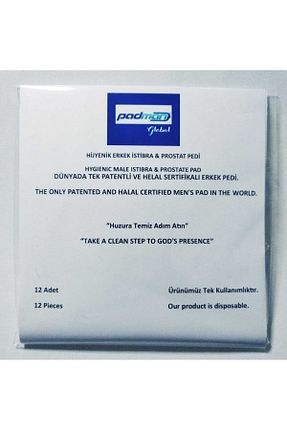 padman
Global
HİJYENİK ERKEK İSTİBRA & PROSTAT PEDİ
HYGIENIC MALE ISTIBRA & PROSTATE PAD
DÜNYADA TEK PATENTLİ VE HELAL SERTİFİKALI ERKEK PEDİ.
THE ONLY PATENTED AND HALAL CERTIFIED MEN'S PAD IN THE WORLD.
"Huzura Temiz Adım Atın"
"TAKE A CLEAN STEP TO GOD'S PRESENCE"
12 Adet Ürünümüz Tek Kullanımlıktır.
12 Pieces Our product is disposable.